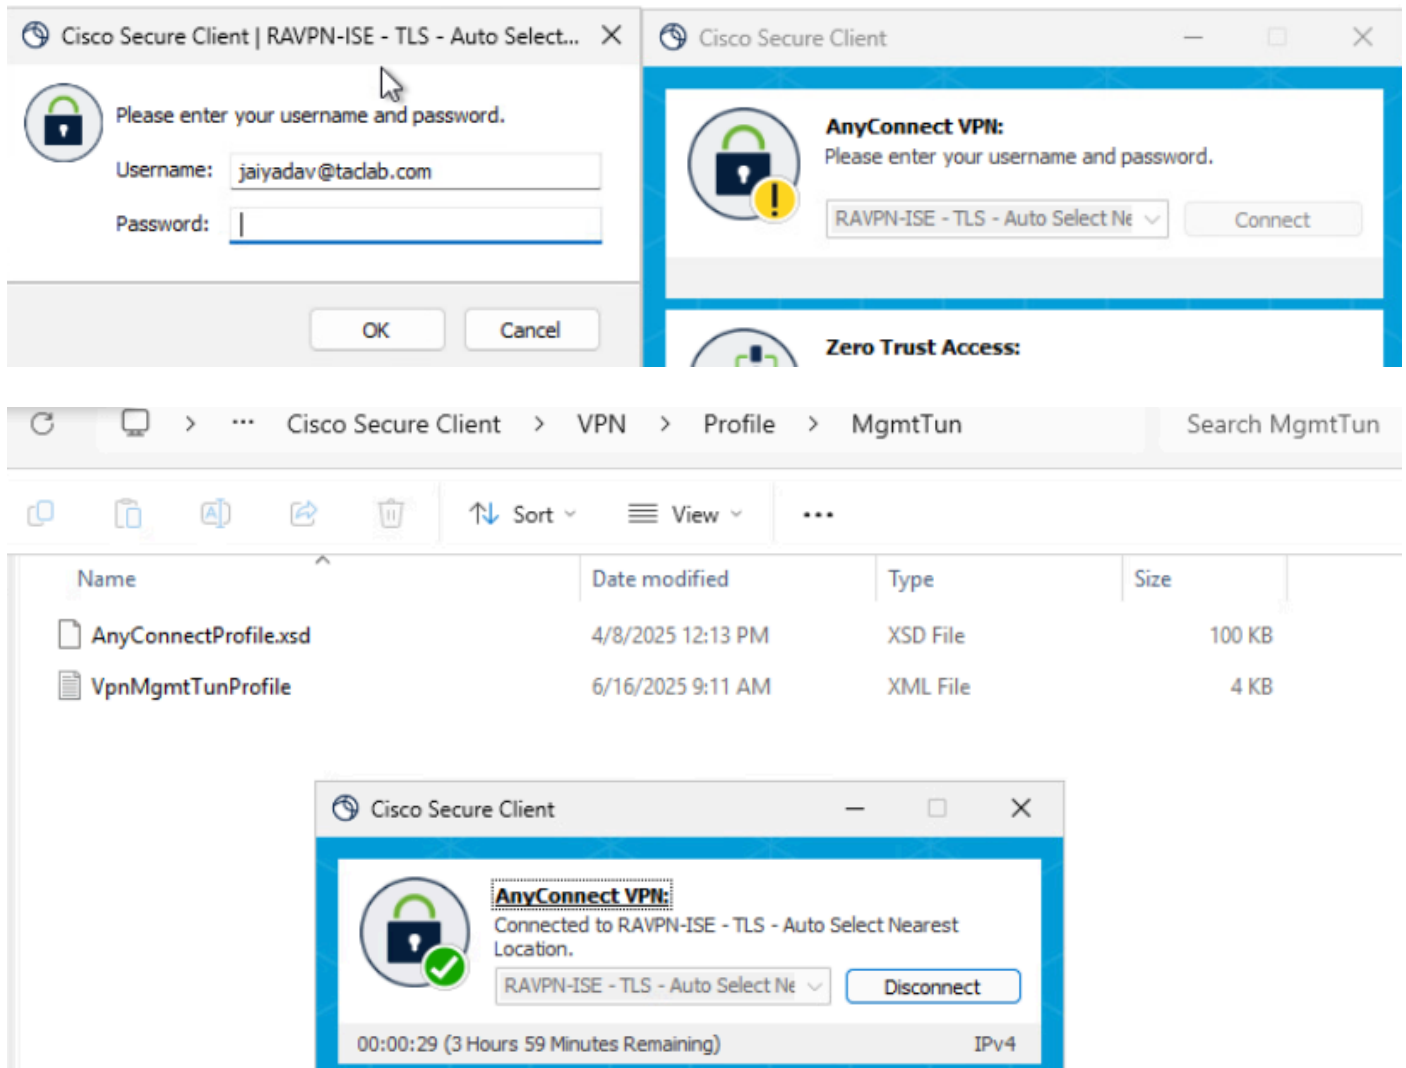 Cisco Secure Client | RAVPN-ISE - TLS - Auto Select...
Please enter your username and password.
Username: jaiyadav@taclab.com
Password:
OK Cancel
Cisco Secure Client
AnyConnect VPN:
Please enter your username and password.
RAVPN-ISE - TLS - Auto Select Ne
Connect
Zero Trust Access:
> ... Cisco Secure Client > VPN > Profile > MgmtTun
Search MgmtTun
Sort View ...
Name Date modified Type Size
AnyConnectProfile.xsd 4/8/2025 12:13 PM XSD File 100 KB
VpnMgmtTunProfile 6/16/2025 9:11 AM XML File 4 KB
Cisco Secure Client
AnyConnect VPN:
Connected to RAVPN-ISE - TLS - Auto Select Nearest
Location.
RAVPN-ISE - TLS - Auto Select Ne
Disconnect
00:00:29 (3 Hours 59 Minutes Remaining) IPv4